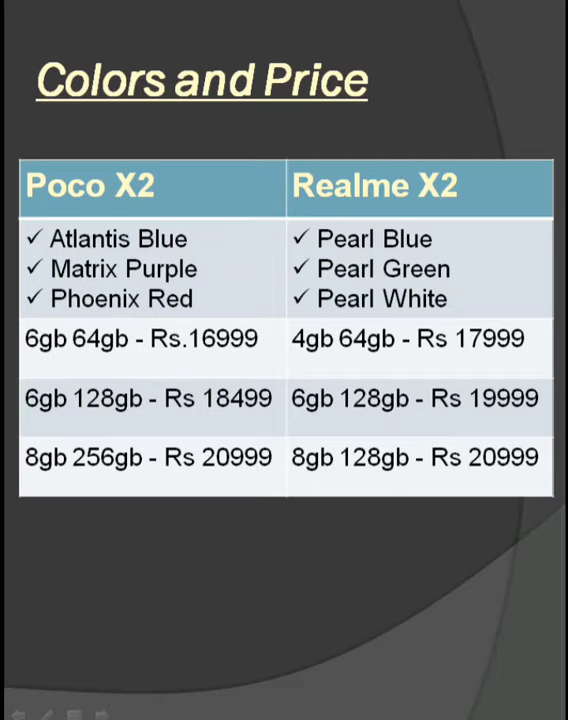 Colors and Price
Poco X2
Realme X2
Atlantis Blue
Matrix Purple
Phoenix Red
Pearl Blue
Pearl Green
Pearl White
6gb 64gb - Rs.16999
4gb 64gb - Rs 17999
6gb 128gb - Rs 18499
6gb 128gb - Rs 19999
8gb 256gb - Rs 20999
8gb 128gb - Rs 20999